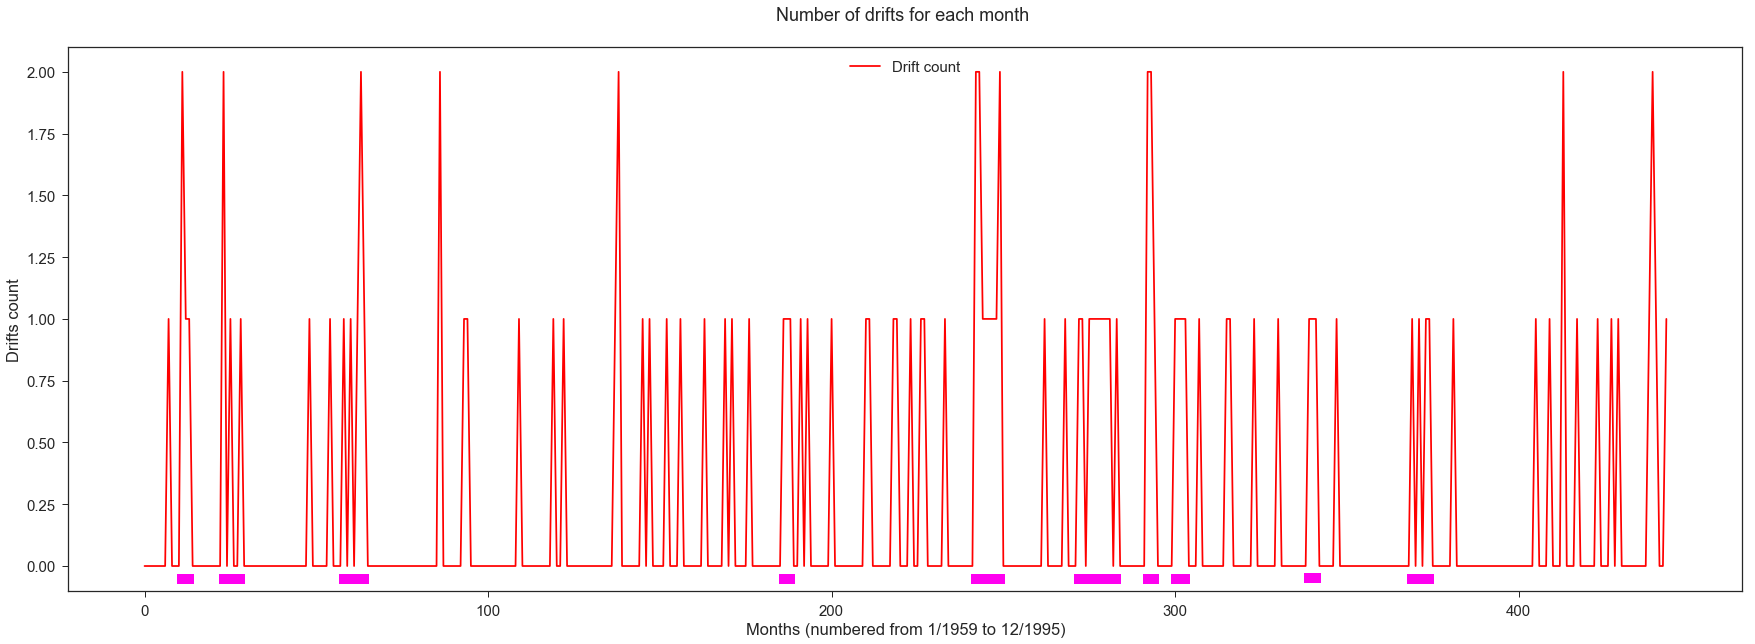 Number of drifts for each month
Drift count
2.00
1.75
1.50
1.25
1.00
0.75
0.50
0.25
0.00
Drifts count
0 100 200 300 400
Months (numbered from 1/1959 to 12/1995)